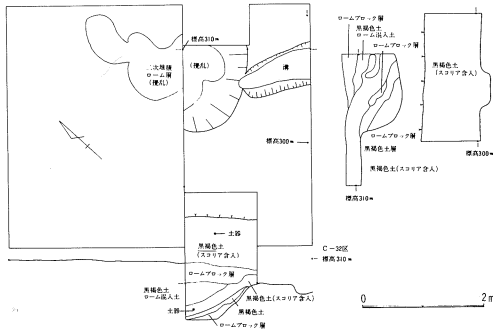 標高310m
二次堆積
ローム層
(攪乱)
(攪乱)
溝
標高300m
ロームブロック層
黒褐色土
ローム混入土
ロームブロック層
ロームブロック層
黒褐色土層
黒褐色土(スコリア含入)
標高310m
黒褐色土
(スコリア含入)
標高300m
土器
黒褐色土
(スコリア含入)
ロームブロック層
黒褐色土
ローム混入土
土器
黒褐色土(スコリア含入)
黒褐色土
ロームブロック層
C-32区
標高310m
0 2m